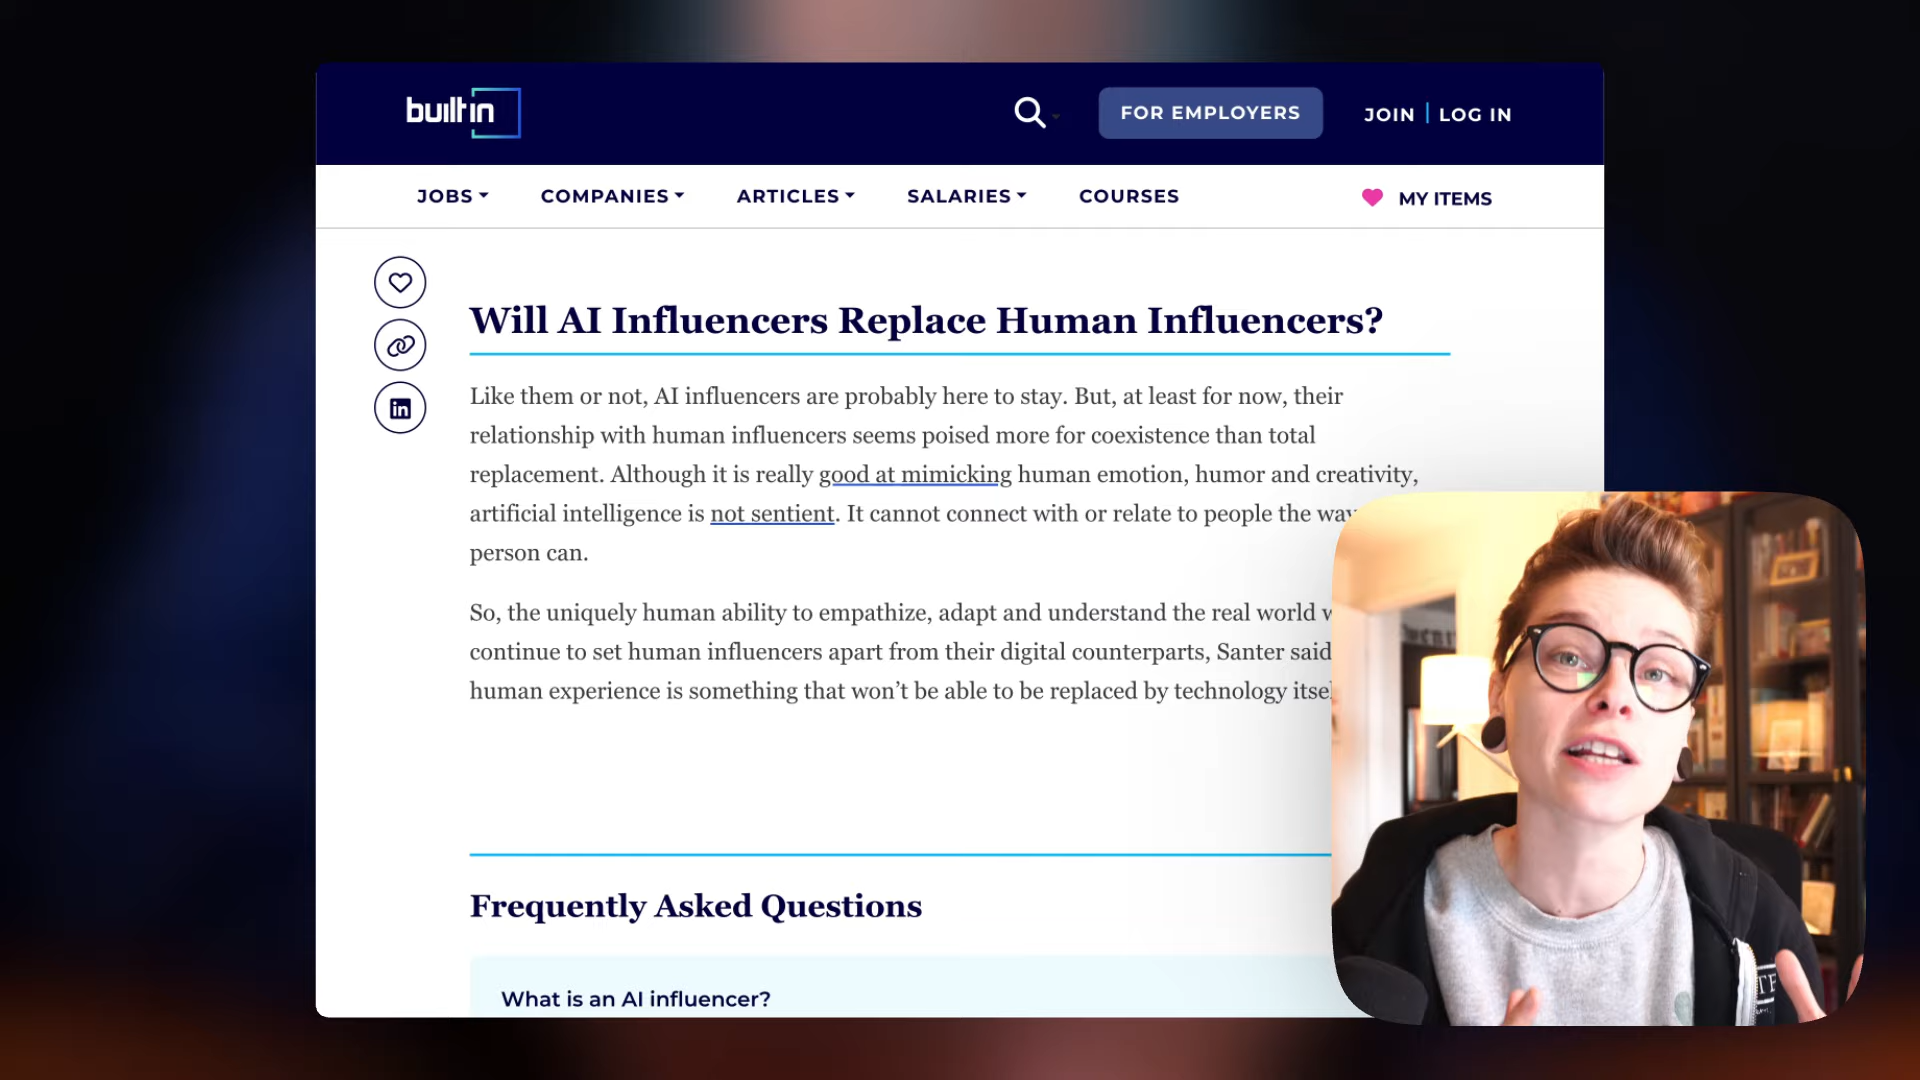 builtin
FOR EMPLOYERS
JOIN
LOG IN
JOBS
COMPANIES
ARTICLES
SALARIES
COURSES
MY ITEMS
Will AI Influencers Replace Human Influencers?
Like them or not, AI influencers are probably here to stay. But, at least for now, their
relationship with human influencers seems poised more for coexistence than total
replacement. Although it is really good at mimicking human emotion, humor and creativity,
artificial intelligence is not sentient. It cannot connect with or relate to people the way
person can.
So, the uniquely human ability to empathize, adapt and understand the real world
continue to set human influencers apart from their digital counterparts, Santer said
human experience is something that won't be able to be replaced by technology
Frequently Asked Questions
What is an AI influencer?